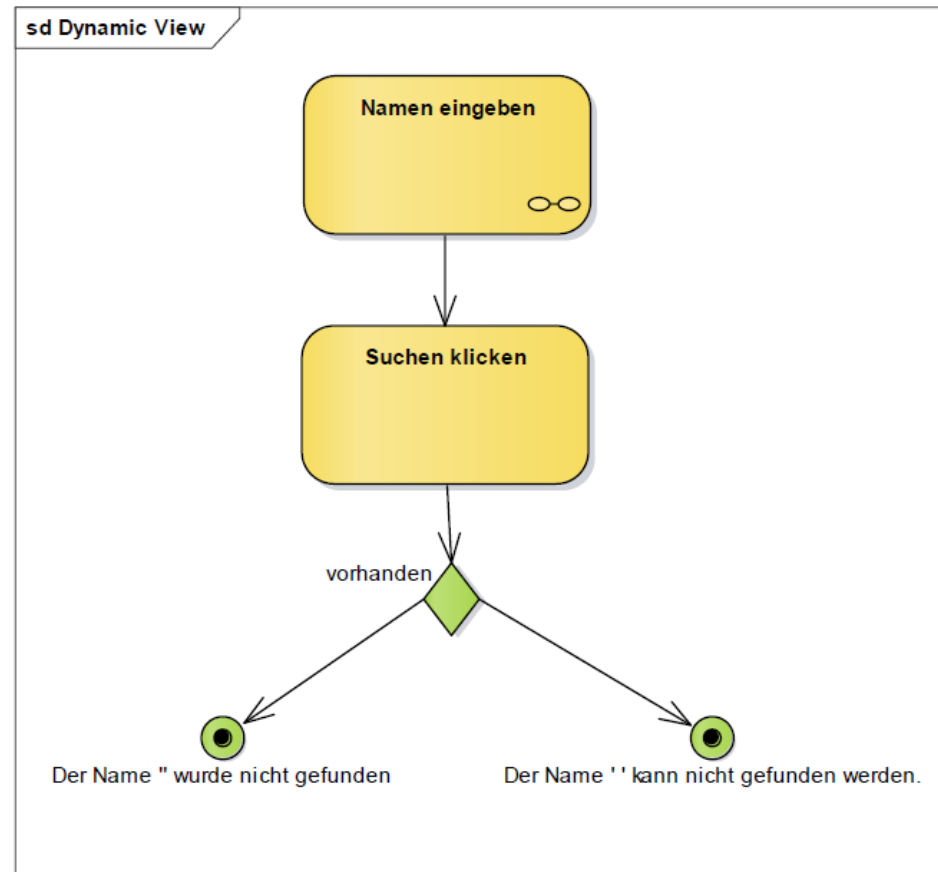 sd Dynamic View
Namen eingeben
Suchen klicken
vorhanden
Der Name '' wurde nicht gefunden
Der Name ' ' kann nicht gefunden werden.